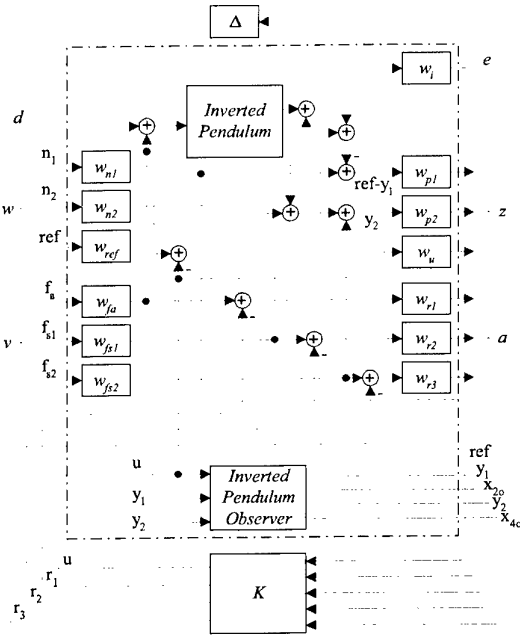 Δ
w_i
e
d
Inverted
Pendulum
+
+
+
n_1
w_n1
+
-
w_p1
ref-y_1
w
n_2
w_n2
+
+
y_2
w_p2
z
ref
w_ref
+
-
w_u
f_a
w_fa
+
-
w_r1
v
f_s1
w_fs1
+
-
w_r2
a
f_s2
w_fs2
+
-
w_r3
u
y_1
y_2
Inverted
Pendulum
Observer
ref
y_1
x_2o
y_2
x_4o
u
r_1
r_2
r_3
K